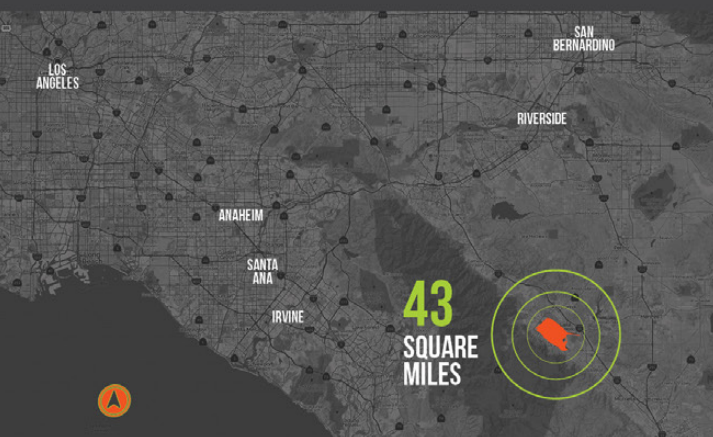 SAN
BERNARDINO
LOS
ANGELES
RIVERSIDE
ANAHEIM
SANTA
ANA
43
IRVINE
SQUARE
MILES